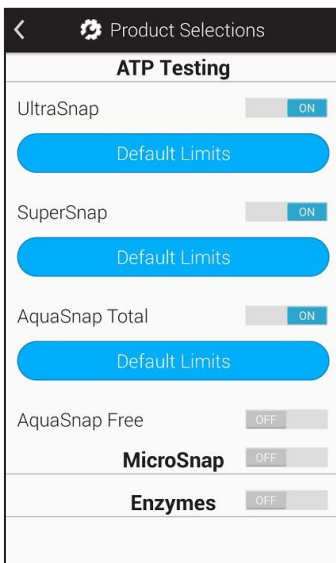 Product Selections
ATP Testing
UltraSnap ON
Default Limits
SuperSnap ON
Default Limits
AquaSnap Total ON
Default Limits
AquaSnap Free OFF
MicroSnap OFF
Enzymes OFF